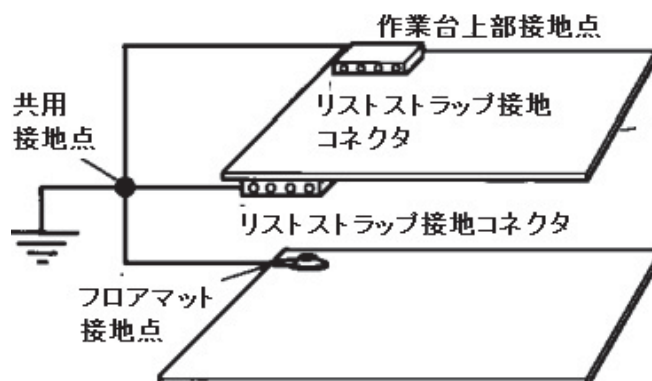 作業台上部接地点
共用
接地点
リストストラップ接地
コネクタ
リストストラップ接地コネクタ
フロアマット
接地点